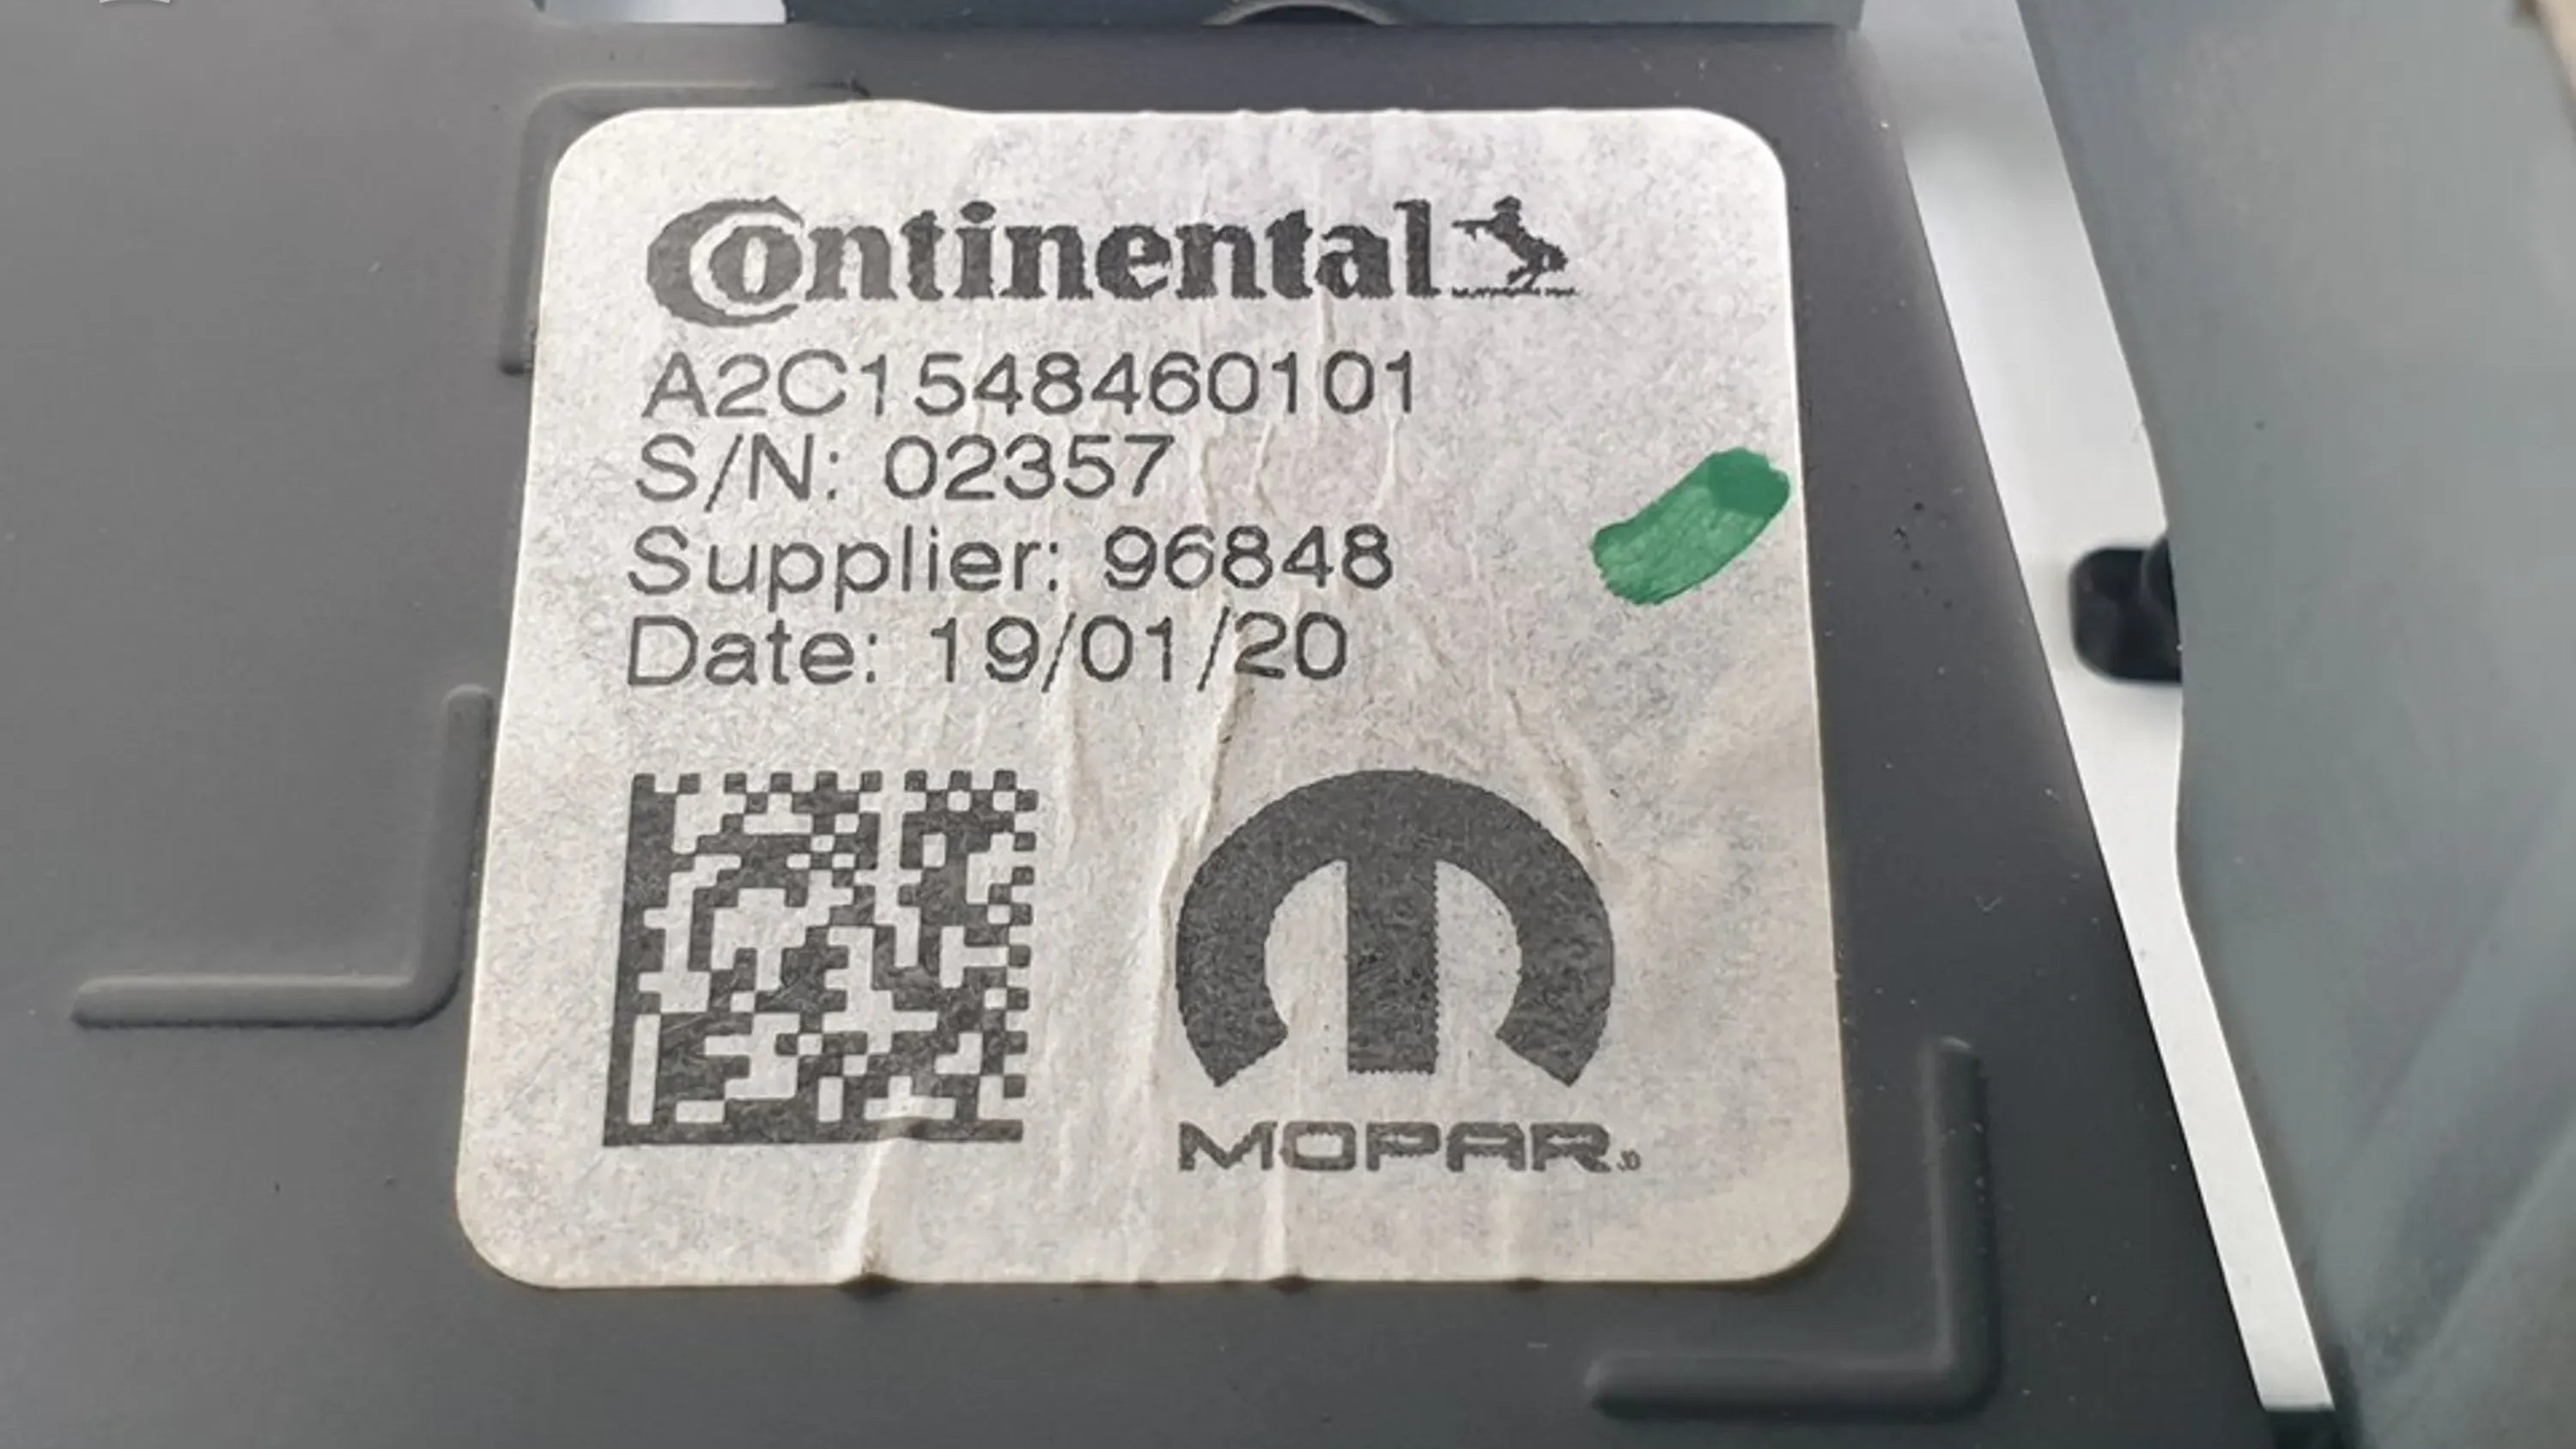 Continental
A2C1548460101
S/N: 02357
Supplier: 96848
Date: 19/01/20
MOPAR